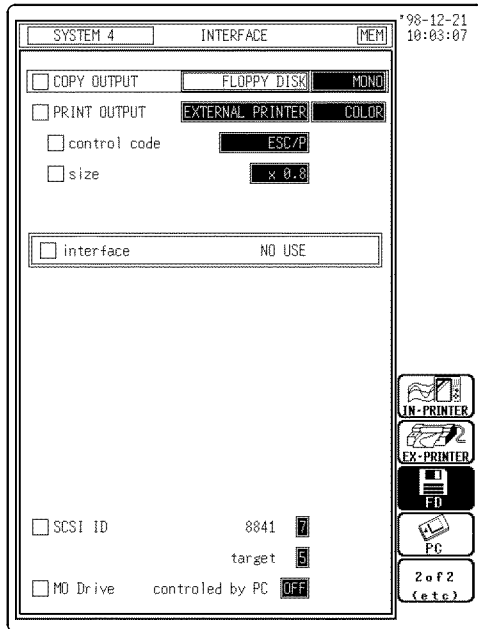 '98-12-21
SYSTEM 4 INTERFACE MEM 10:03:07
COPY OUTPUT FLOPPY DISK MONO
PRINT OUTPUT EXTERNAL PRINTER COLOR
control code ESC/P
size x 0.8
interface NO USE
IN-PRINTER
EX-PRINTER
FD
SCSI ID 8841 7
PC
target 5
2 of 2
MO Drive controled by PC OFF
(etc)